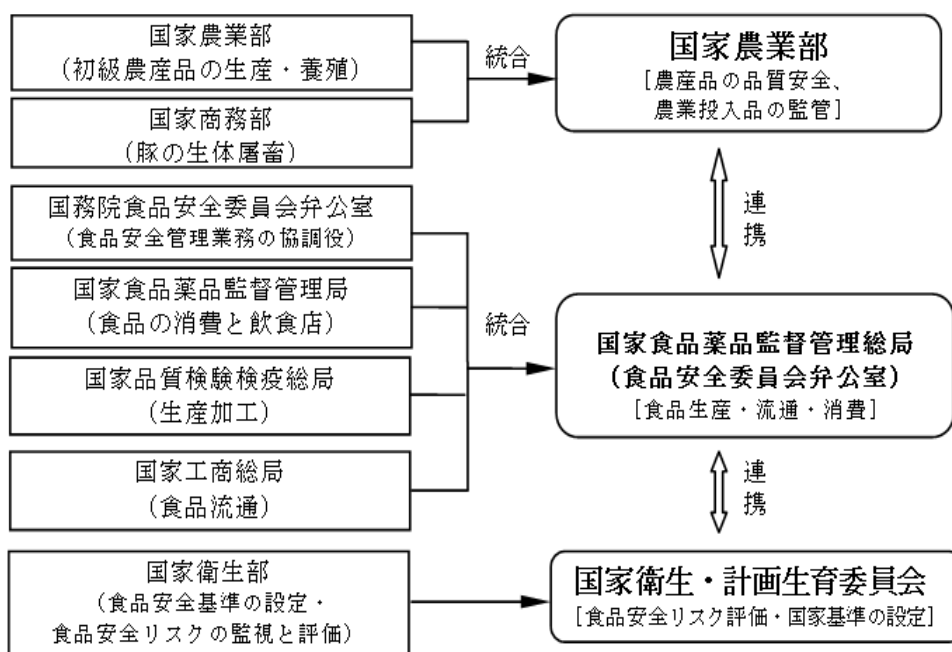 国家農業部
(初級農産品の生産・養殖)
国家商務部
(豚の生体屠畜)
統合
国家農業部
[農産品の品質安全、
農業投入品の監管]
連携
国務院食品安全委員会弁公室
(食品安全管理業務の協調役)
国家食品薬品監督管理局
(食品の消費と飲食店)
国家品質検験検疫総局
(生産加工)
国家工商総局
(食品流通)
統合
国家食品薬品監督管理総局
(食品安全委員会弁公室)
[食品生産・流通・消費]
連携
国家衛生部
(食品安全基準の設定・
食品安全リスクの監視と評価)
国家衛生・計画生育委員会
[食品安全リスク評価・国家基準の設定]